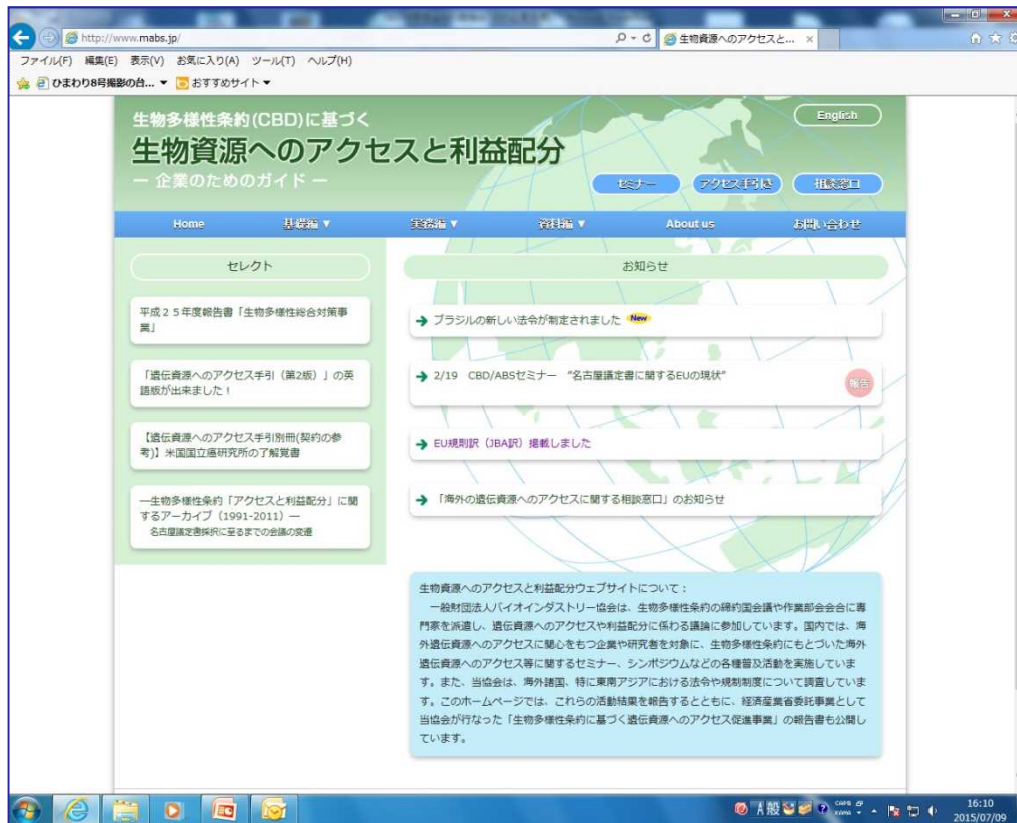 http://www.mabs.jp/
生物資源へのアクセスと...
ファイル(F) 編集(E) 表示(V) お気に入り(A) ツール(T) ヘルプ(H)
ひまわり8号撮影の台... ▼ おすすめサイト ▼
生物多様性条約(CBD)に基づく
English
生物資源へのアクセスと利益配分
― 企業のためのガイド ―
セミナー アクセス手引き 相談窓口
Home 基礎編▼ 実務編▼ 資料編▼ About us お問い合わせ
セレクト
平成25年度報告書「生物多様性総合対策事
業」
「遺伝資源へのアクセス手引（第2版）」の英
語版が出来ました！
【遺伝資源へのアクセス手引別冊(契約の参
考)】米国国立癌研究所の了解覚書
―生物多様性条約「アクセスと利益配分」に関
するアーカイブ（1991-2011）―
名古屋議定書採択に至るまでの会議の変遷
お知らせ
ブラジルの新しい法令が制定されました New
2/19 CBD/ABSセミナー “名古屋議定書に関するEUの現状”
報告
EU規則訳（JBA訳）掲載しました
「海外の遺伝資源へのアクセスに関する相談窓口」のお知らせ
生物資源へのアクセスと利益配分ウェブサイトについて：
一般財団法人バイオインダストリー協会は、生物多様性条約の締約国会議や作業部会会合に専
門家を派遣し、遺伝資源へのアクセスや利益配分に係わる議論に参加しています。国内では、海
外遺伝資源へのアクセスに関心をもつ企業や研究者を対象に、生物多様性条約にもとづいた海外
遺伝資源へのアクセス等に関するセミナー、シンポジウムなどの各種普及活動を実施していま
す。また、当協会は、海外諸国、特に東南アジアにおける法令や規制制度について調査していま
す。このホームページでは、これらの活動結果を報告するとともに、経済産業省委託事業として
当協会が行なった「生物多様性条約に基づく遺伝資源へのアクセス促進事業」の報告書も公開し
ています。
A 般
CAPS
KANA
16:10
2015/07/09